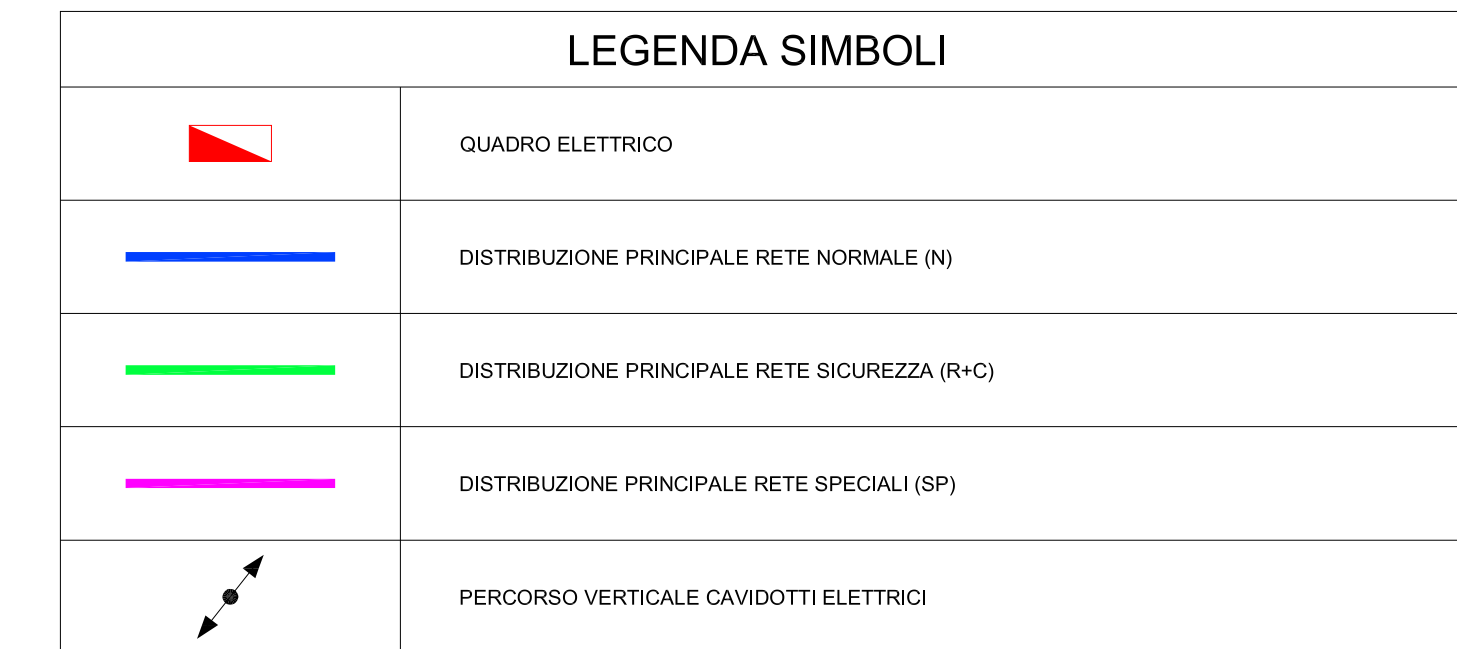 LEGENDA SIMBOLI
QUADRO ELETTRICO
DISTRIBUZIONE PRINCIPALE RETE NORMALE (N)
DISTRIBUZIONE PRINCIPALE RETE SICUREZZA (R+C)
DISTRIBUZIONE PRINCIPALE RETE SPECIALI (SP)
PERCORSO VERTICALE CAVIDOTTI ELETTRICI